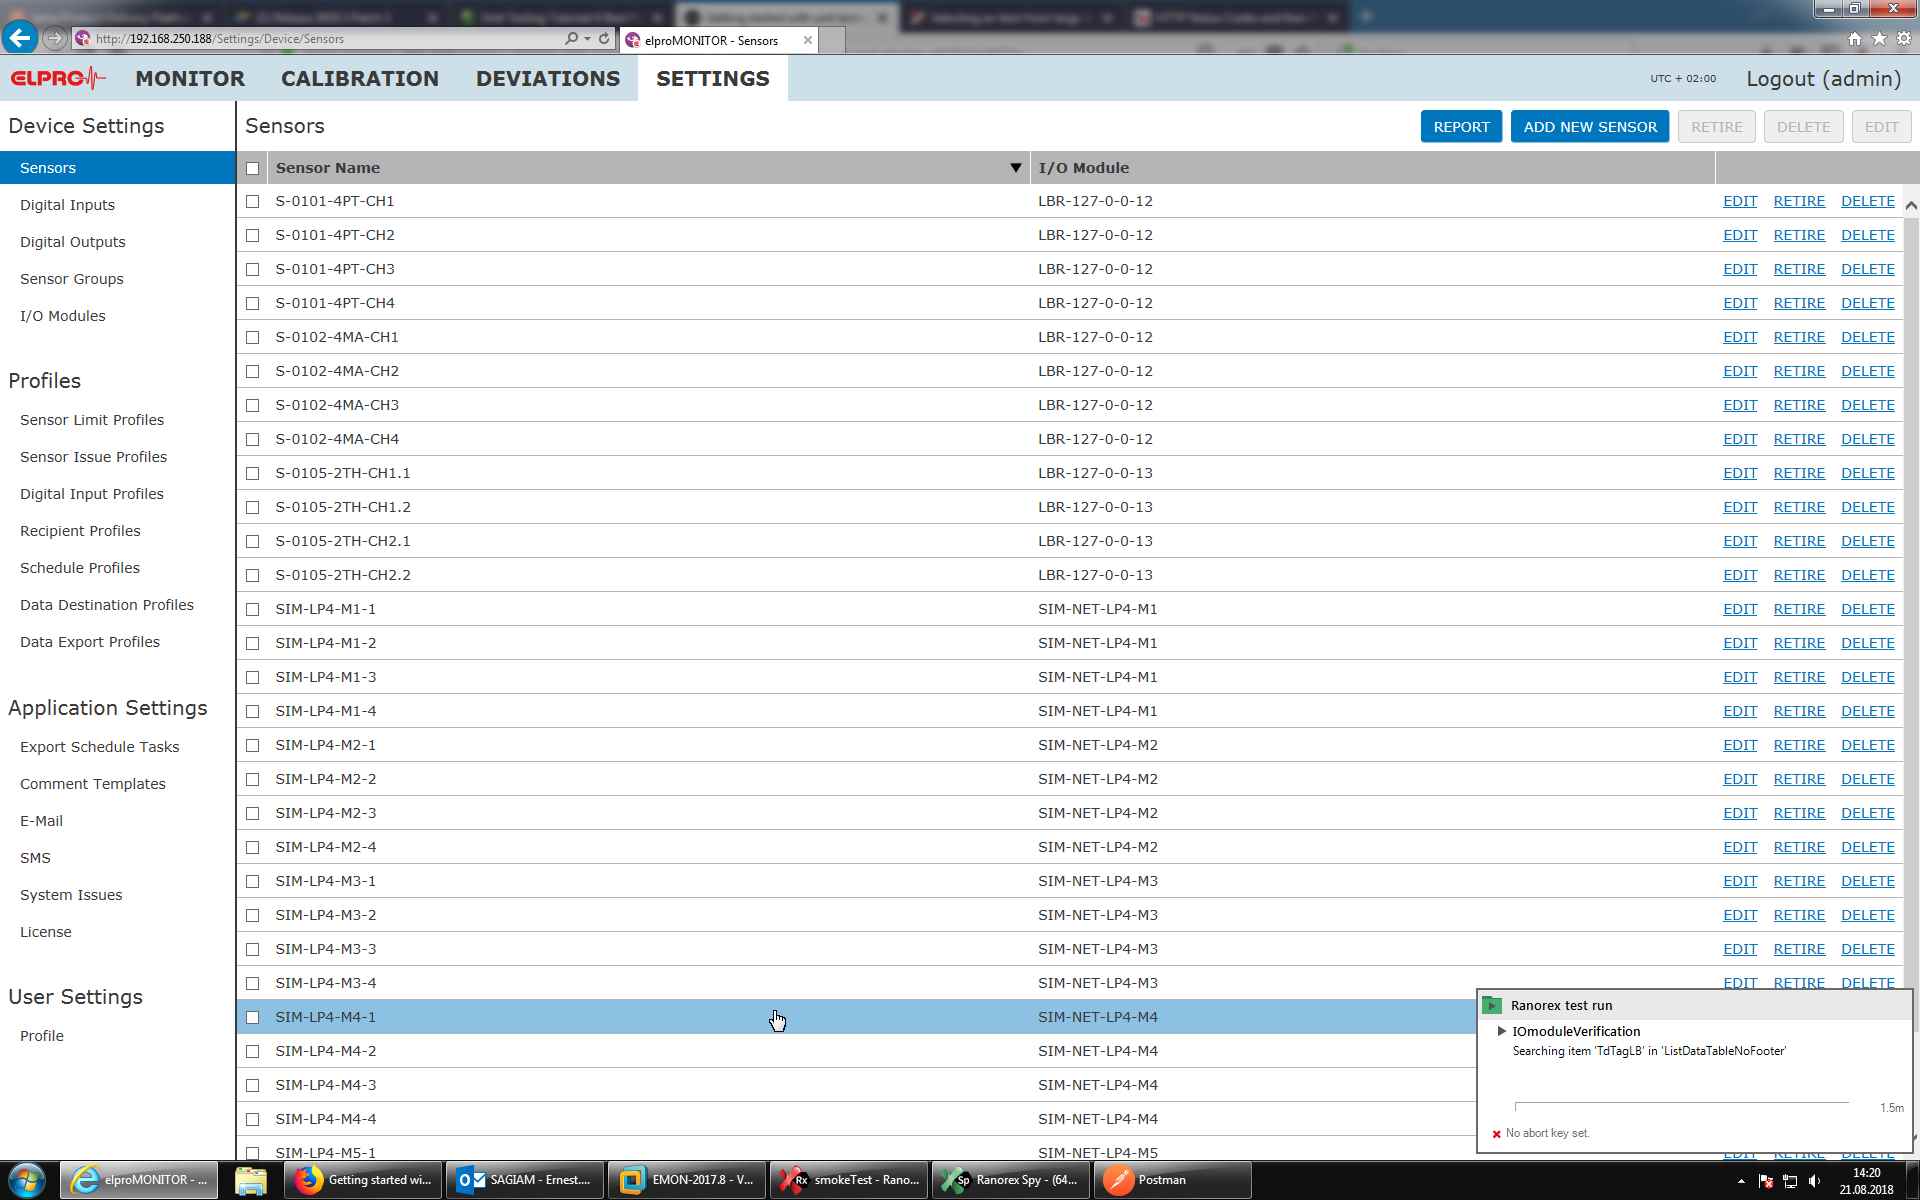 http://192.168.250.188/Settings/Device/Sensors
elproMONITOR - Sensors
ELPRO MONITOR CALIBRATION DEVIATIONS SETTINGS UTC + 02:00 Logout (admin)
Device Settings
Sensors
Digital Inputs
Digital Outputs
Sensor Groups
I/O Modules
Profiles
Sensor Limit Profiles
Sensor Issue Profiles
Digital Input Profiles
Recipient Profiles
Schedule Profiles
Data Destination Profiles
Data Export Profiles
Application Settings
Export Schedule Tasks
Comment Templates
E-Mail
SMS
System Issues
License
User Settings
Profile
Sensors REPORT ADD NEW SENSOR RETIRE DELETE EDIT
Sensor Name I/O Module
S-0101-4PT-CH1 LBR-127-0-0-12 EDIT RETIRE DELETE
S-0101-4PT-CH2 LBR-127-0-0-12 EDIT RETIRE DELETE
S-0101-4PT-CH3 LBR-127-0-0-12 EDIT RETIRE DELETE
S-0101-4PT-CH4 LBR-127-0-0-12 EDIT RETIRE DELETE
S-0102-4MA-CH1 LBR-127-0-0-12 EDIT RETIRE DELETE
S-0102-4MA-CH2 LBR-127-0-0-12 EDIT RETIRE DELETE
S-0102-4MA-CH3 LBR-127-0-0-12 EDIT RETIRE DELETE
S-0102-4MA-CH4 LBR-127-0-0-12 EDIT RETIRE DELETE
S-0105-2TH-CH1.1 LBR-127-0-0-13 EDIT RETIRE DELETE
S-0105-2TH-CH1.2 LBR-127-0-0-13 EDIT RETIRE DELETE
S-0105-2TH-CH2.1 LBR-127-0-0-13 EDIT RETIRE DELETE
S-0105-2TH-CH2.2 LBR-127-0-0-13 EDIT RETIRE DELETE
SIM-LP4-M1-1 SIM-NET-LP4-M1 EDIT RETIRE DELETE
SIM-LP4-M1-2 SIM-NET-LP4-M1 EDIT RETIRE DELETE
SIM-LP4-M1-3 SIM-NET-LP4-M1 EDIT RETIRE DELETE
SIM-LP4-M1-4 SIM-NET-LP4-M1 EDIT RETIRE DELETE
SIM-LP4-M2-1 SIM-NET-LP4-M2 EDIT RETIRE DELETE
SIM-LP4-M2-2 SIM-NET-LP4-M2 EDIT RETIRE DELETE
SIM-LP4-M2-3 SIM-NET-LP4-M2 EDIT RETIRE DELETE
SIM-LP4-M2-4 SIM-NET-LP4-M2 EDIT RETIRE DELETE
SIM-LP4-M3-1 SIM-NET-LP4-M3 EDIT RETIRE DELETE
SIM-LP4-M3-2 SIM-NET-LP4-M3 EDIT RETIRE DELETE
SIM-LP4-M3-3 SIM-NET-LP4-M3 EDIT RETIRE DELETE
SIM-LP4-M3-4 SIM-NET-LP4-M3 EDIT RETIRE DELETE
SIM-LP4-M4-1 SIM-NET-LP4-M4
SIM-LP4-M4-2 SIM-NET-LP4-M4
SIM-LP4-M4-3 SIM-NET-LP4-M4
SIM-LP4-M4-4 SIM-NET-LP4-M4
SIM-LP4-M5-1 SIM-NET-LP4-M5 EDIT RETIRE DELETE
Ranorex test run
IOmoduleVerification
Searching item 'TdTagLB' in 'ListDataTableNoFooter'
1.5m
No abort key set.
elproMONITOR - ... Getting started wi... SAGIAM - Ernest.... EMON-2017.8 - V... smokeTest - Rano... Ranorex Spy - (64... Postman 14:20
21.08.2018